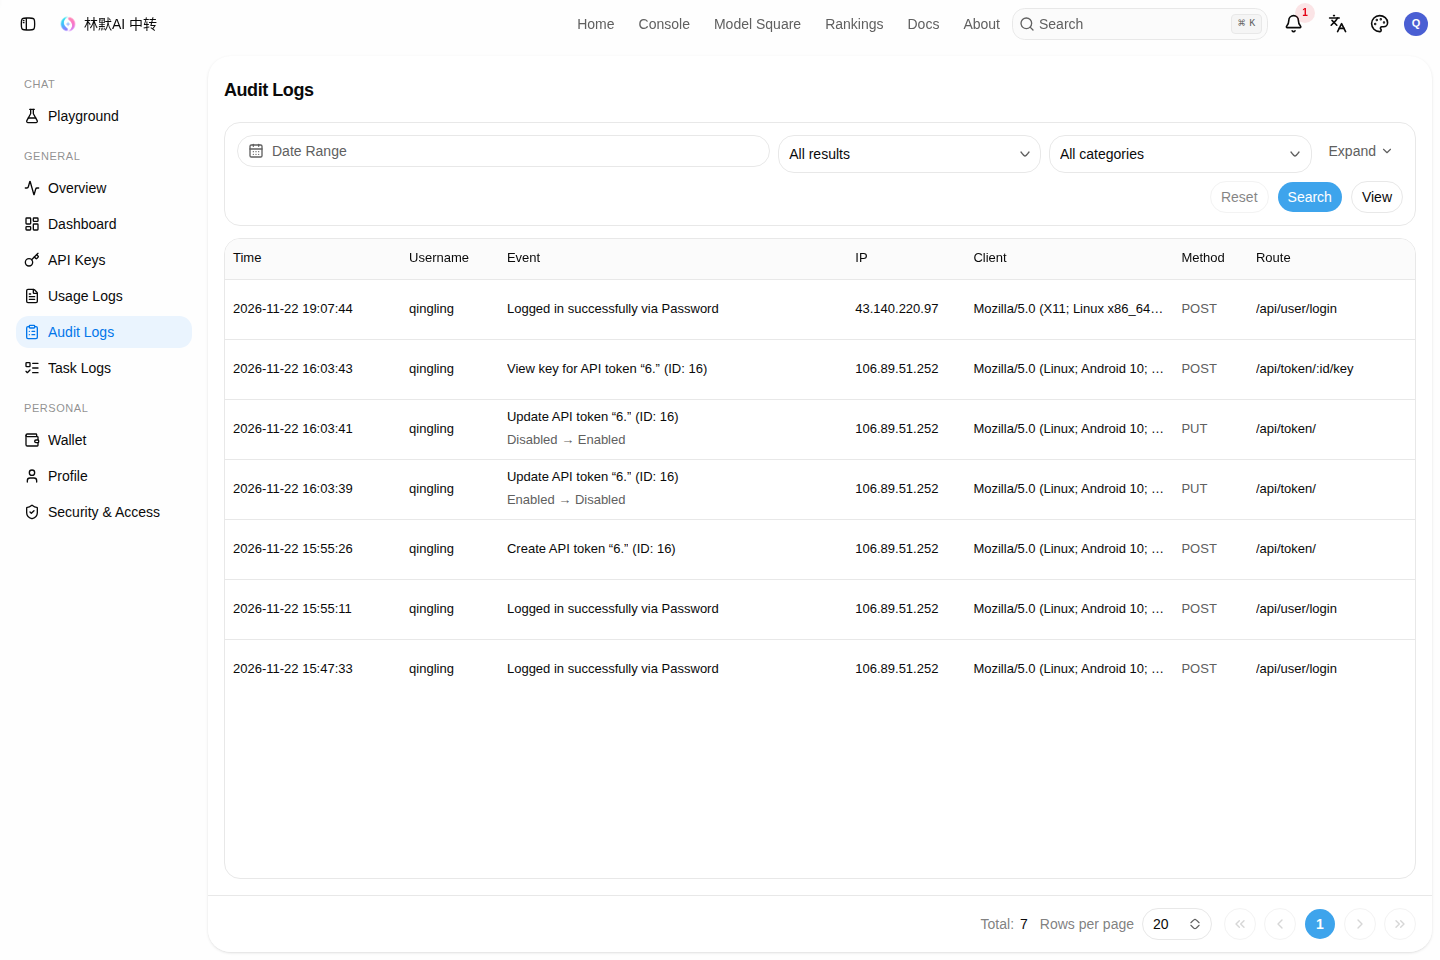 林默AI 中转
Home Console Model Square Rankings Docs About Search ⌘ K 1 Q
CHAT
Playground
GENERAL
Overview
Dashboard
API Keys
Usage Logs
Audit Logs
Task Logs
PERSONAL
Wallet
Profile
Security & Access
Audit Logs
Date Range All results All categories Expand
Reset Search View
Time Username Event IP Client Method Route
2026-11-22 19:07:44 qingling Logged in successfully via Password 43.140.220.97 Mozilla/5.0 (X11; Linux x86_64… POST /api/user/login
2026-11-22 16:03:43 qingling View key for API token “6.” (ID: 16) 106.89.51.252 Mozilla/5.0 (Linux; Android 10; … POST /api/token/:id/key
2026-11-22 16:03:41 qingling Update API token “6.” (ID: 16) 106.89.51.252 Mozilla/5.0 (Linux; Android 10; … PUT /api/token/
Disabled → Enabled
2026-11-22 16:03:39 qingling Update API token “6.” (ID: 16) 106.89.51.252 Mozilla/5.0 (Linux; Android 10; … PUT /api/token/
Enabled → Disabled
2026-11-22 15:55:26 qingling Create API token “6.” (ID: 16) 106.89.51.252 Mozilla/5.0 (Linux; Android 10; … POST /api/token/
2026-11-22 15:55:11 qingling Logged in successfully via Password 106.89.51.252 Mozilla/5.0 (Linux; Android 10; … POST /api/user/login
2026-11-22 15:47:33 qingling Logged in successfully via Password 106.89.51.252 Mozilla/5.0 (Linux; Android 10; … POST /api/user/login
Total: 7 Rows per page 20 1